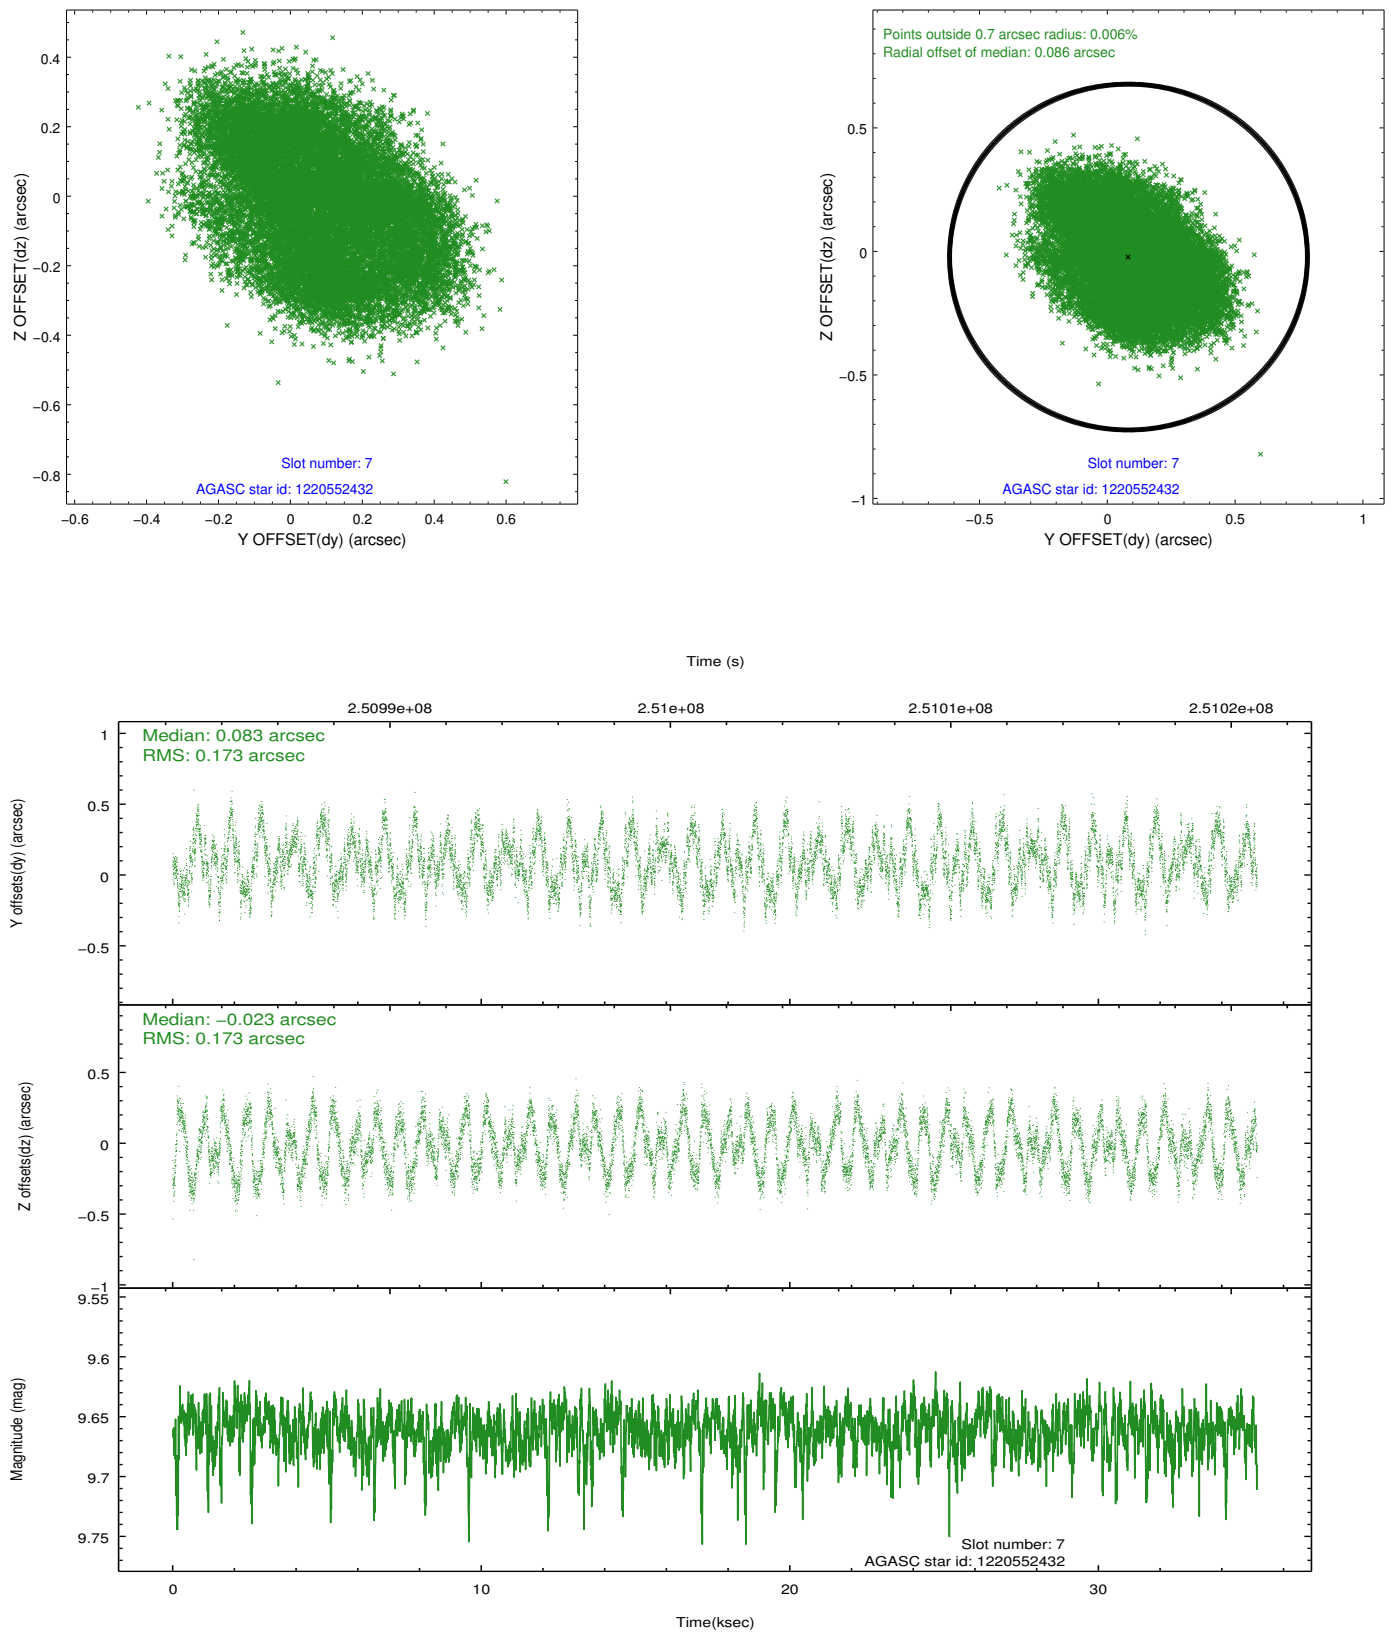 0.4
0.2
0
−0.2
−0.4
−0.6
−0.8
−0.6
−0.4
−0.2
0
0.2
0.4
0.6
Z OFFSET(dz) (arcsec)
Y OFFSET(dy) (arcsec)
Slot number: 7
AGASC star id: 1220552432
Points outside 0.7 arcsec radius: 0.006%
Radial offset of median: 0.086 arcsec
0.5
0
−0.5
−1
−0.5
0
0.5
1
Z OFFSET(dz) (arcsec)
Y OFFSET(dy) (arcsec)
Slot number: 7
AGASC star id: 1220552432
Time (s)
2.5099e+08
2.51e+08
2.5101e+08
2.5102e+08
Median: 0.083 arcsec
RMS: 0.173 arcsec
1
0.5
0
−0.5
Y offsets(dy) (arcsec)
Median: −0.023 arcsec
RMS: 0.173 arcsec
0.5
0
−0.5
−1
Z offsets(dz) (arcsec)
9.55
9.6
9.65
9.7
9.75
Magnitude (mag)
Slot number: 7
AGASC star id: 1220552432
0
10
20
30
Time(ksec)